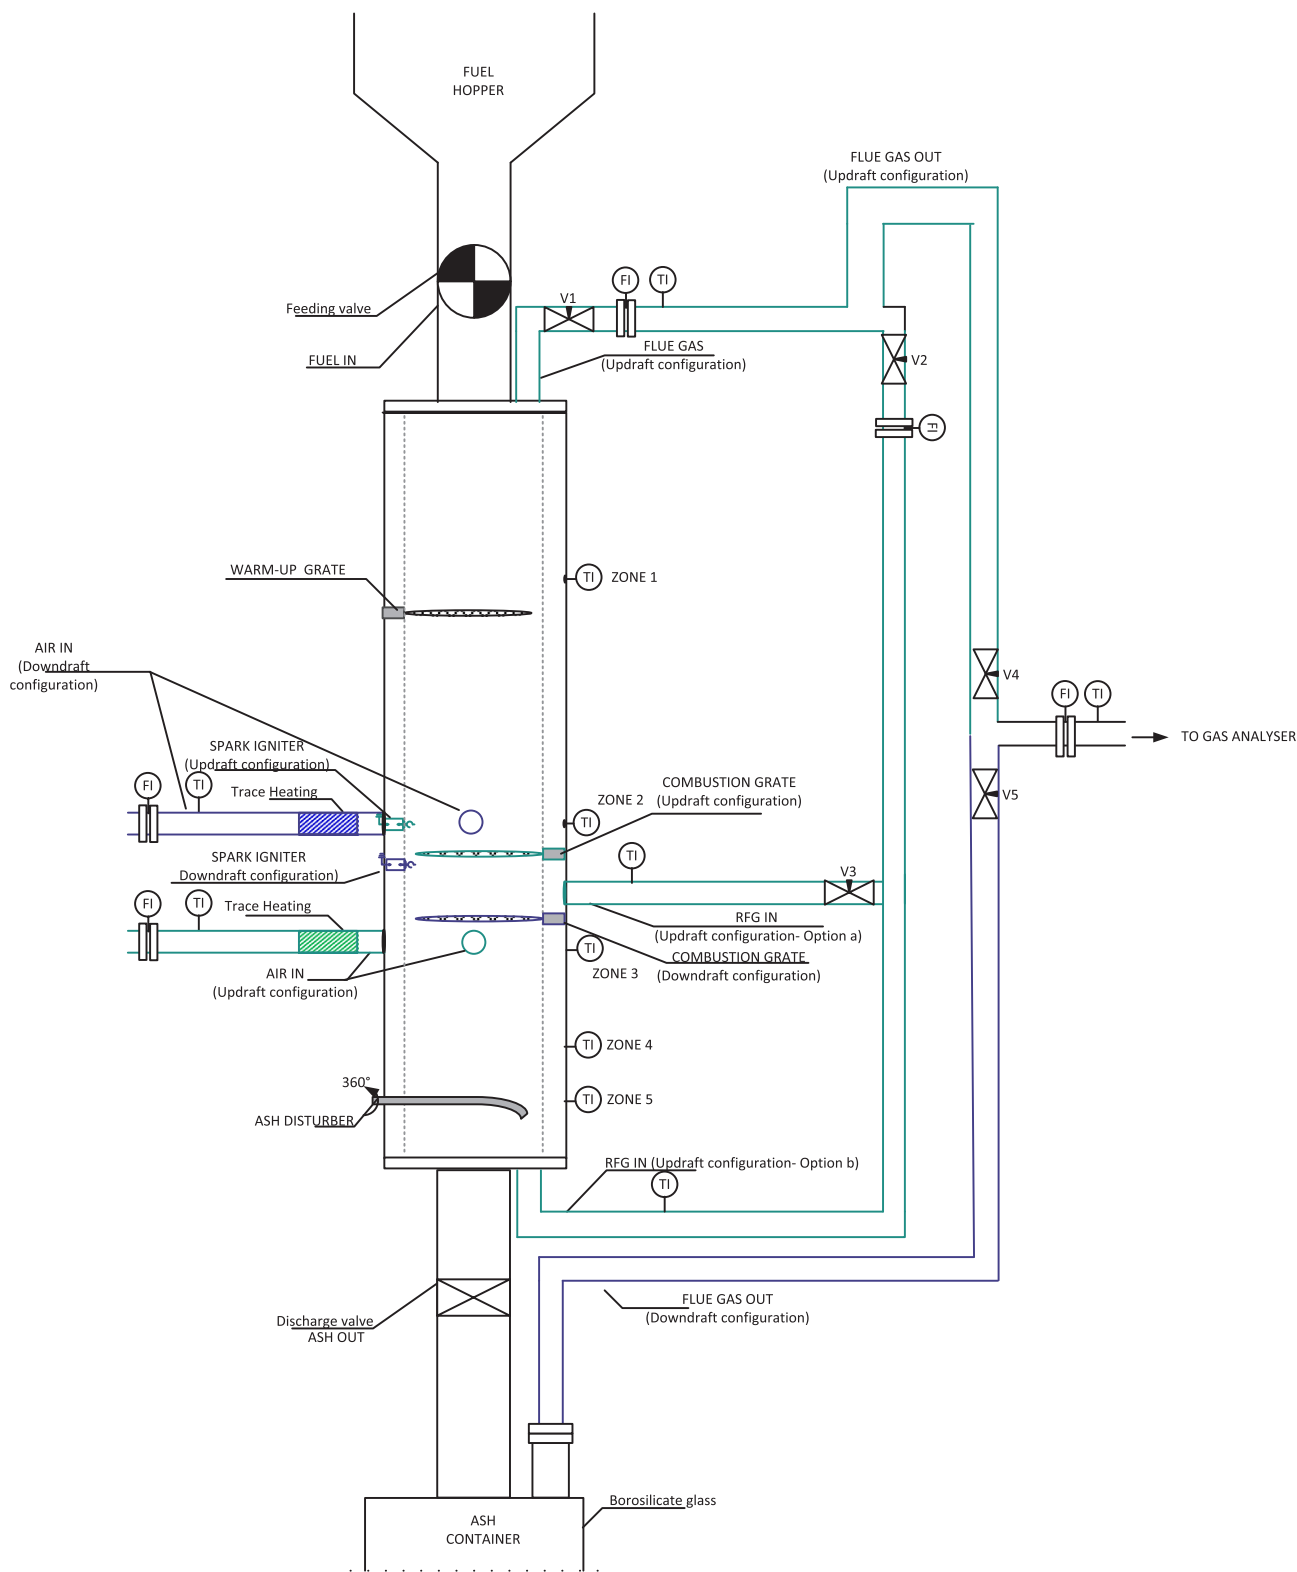 FUEL
HOPPER
FLUE GAS OUT
(Updraft configuration)
FI
TI
V1
Feeding valve
FLUE GAS
(Updraft configuration)
V2
FUEL IN
FI
WARM-UP GRATE
TI
ZONE 1
AIR IN
(Downdraft
configuration)
V4
FI
TI
TO GAS ANALYSER
SPARK IGNITER
(Updraft configuration)
FI
TI
Trace Heating
COMBUSTION GRATE
(Updraft configuration)
ZONE 2
TI
V5
SPARK IGNITER
Downdraft configuration)
TI
V3
FI
TI
Trace Heating
RFG IN
(Updraft configuration- Option a)
TI
COMBUSTION GRATE
(Downdraft configuration)
ZONE 3
AIR IN
(Updraft configuration)
TI
ZONE 4
360°
TI
ZONE 5
ASH DISTURBER
RFG IN (Updraft configuration- Option b)
TI
FLUE GAS OUT
(Downdraft configuration)
Discharge valve
ASH OUT
Borosilicate glass
ASH
CONTAINER